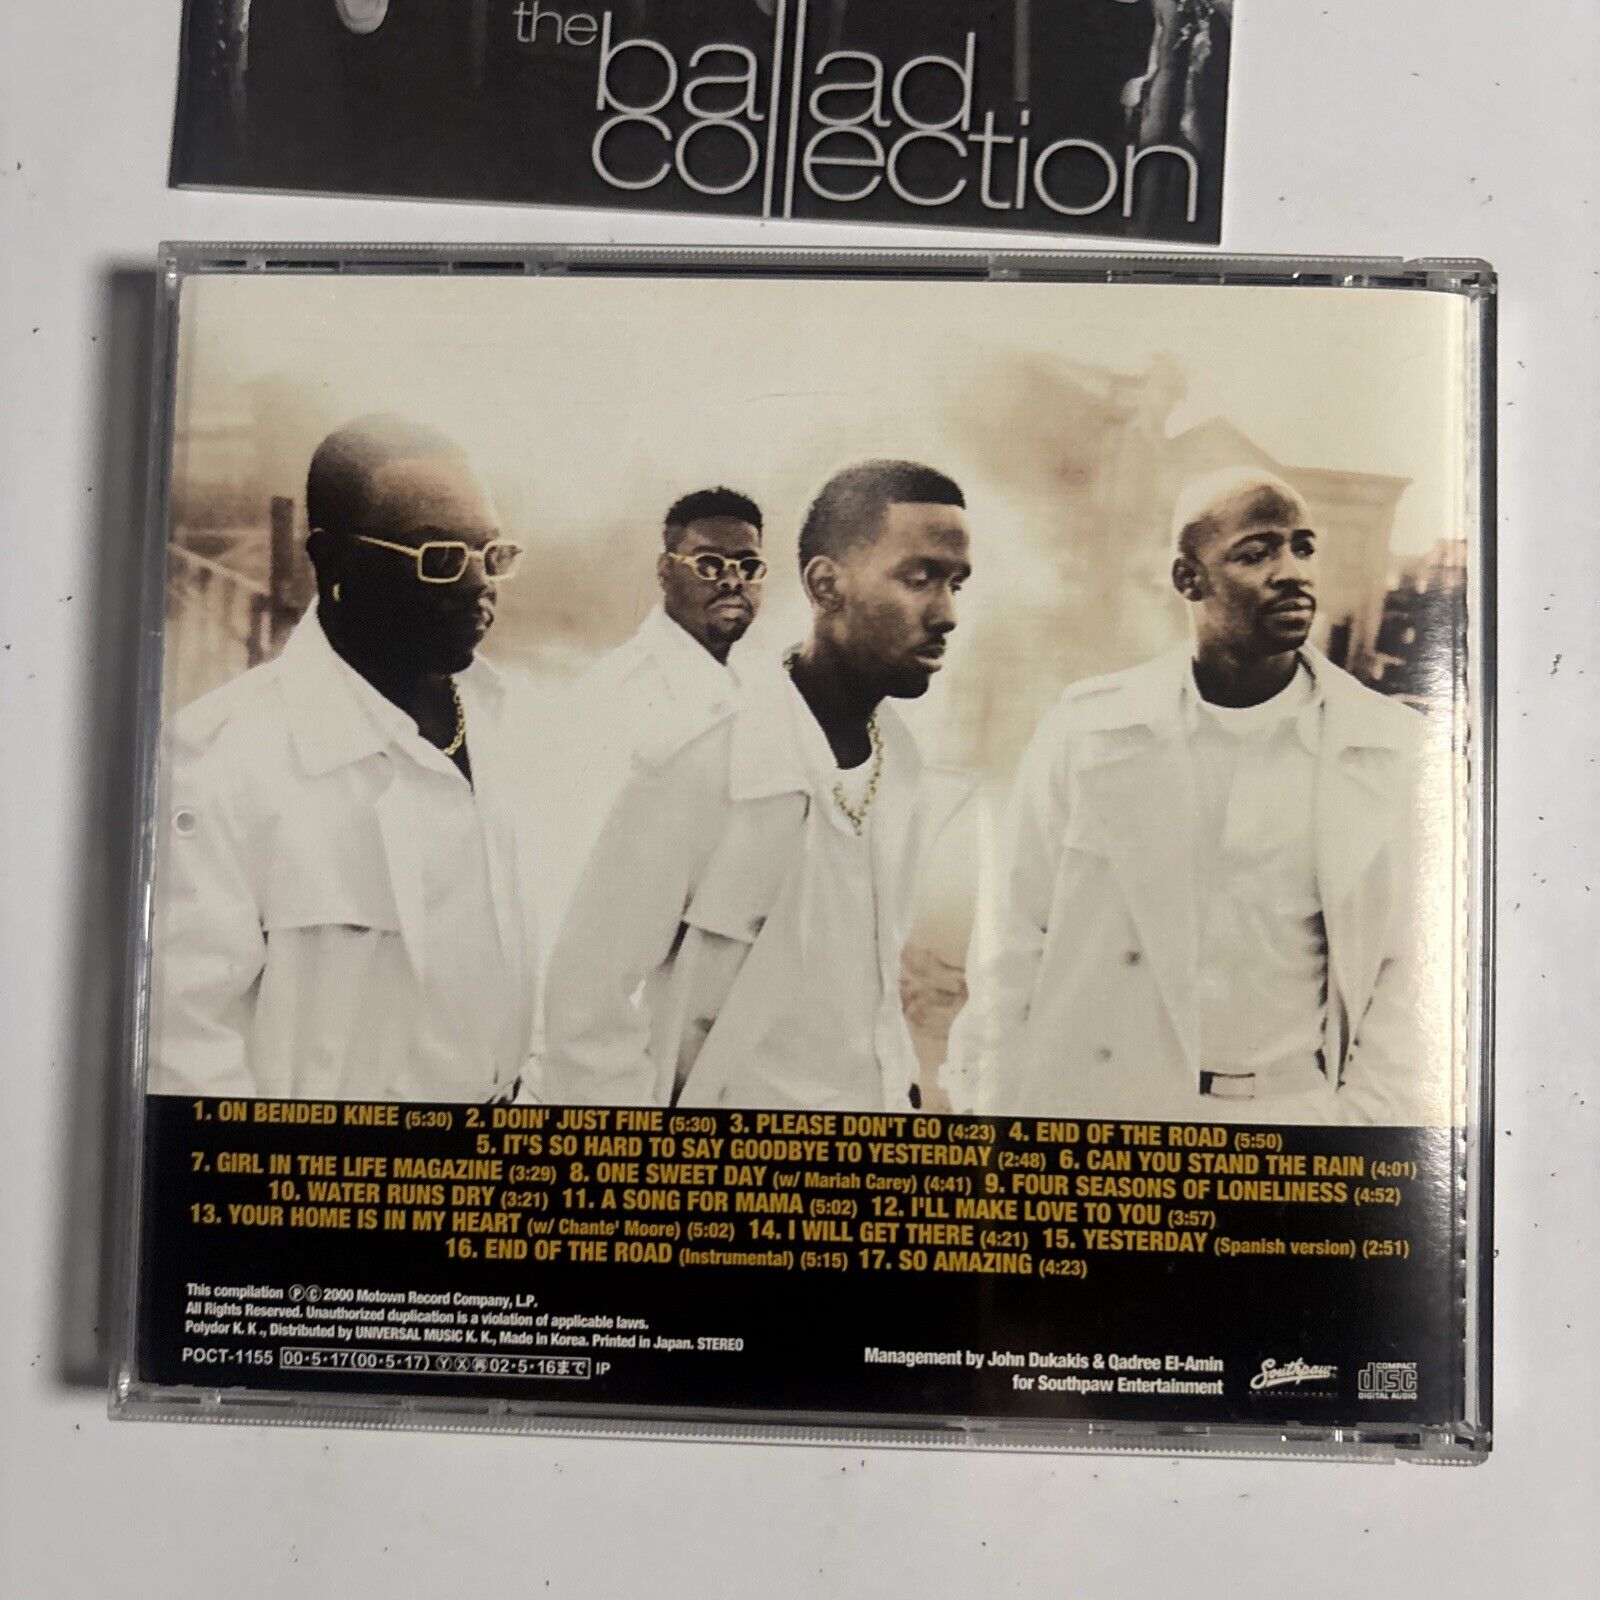 the
ballad
collection
1. ON BENDED KNEE (5:30) 2. DOIN' JUST FINE (5:30) 3. PLEASE DON'T GO (4:23) 4. END OF THE ROAD (5:50)
5. IT'S SO HARD TO SAY GOODBYE TO YESTERDAY (2:48) 6. CAN YOU STAND THE RAIN (4:01)
7. GIRL IN THE LIFE MAGAZINE (3:29) 8. ONE SWEET DAY (w/ Mariah Carey) (4:41) 9. FOUR SEASONS OF LONELINESS (4:52)
10. WATER RUNS DRY (3:21) 11. A SONG FOR MAMA (5:02) 12. I'LL MAKE LOVE TO YOU (3:57)
13. YOUR HOME IS IN MY HEART (w/ Chante' Moore) (5:02) 14. I WILL GET THERE (4:21) 15. YESTERDAY (Spanish version) (2:51)
16. END OF THE ROAD (Instrumental) (5:15) 17. SO AMAZING (4:23)
This compilation ℗© 2000 Motown Record Company, L.P.
All Rights Reserved. Unauthorized duplication is a violation of applicable laws.
Polydor K. K., Distributed by UNIVERSAL MUSIC K. K., Made in Korea. Printed in Japan. STEREO
POCT-1155 00・5・17(00・5・17) Ⓨ Ⓧ ㊢ 02・5・16まで IP
Management by John Dukakis & Qadree El-Amin
for Southpaw Entertainment
Southpaw
ENTERTAINMENT
COMPACT
disc
DIGITAL AUDIO